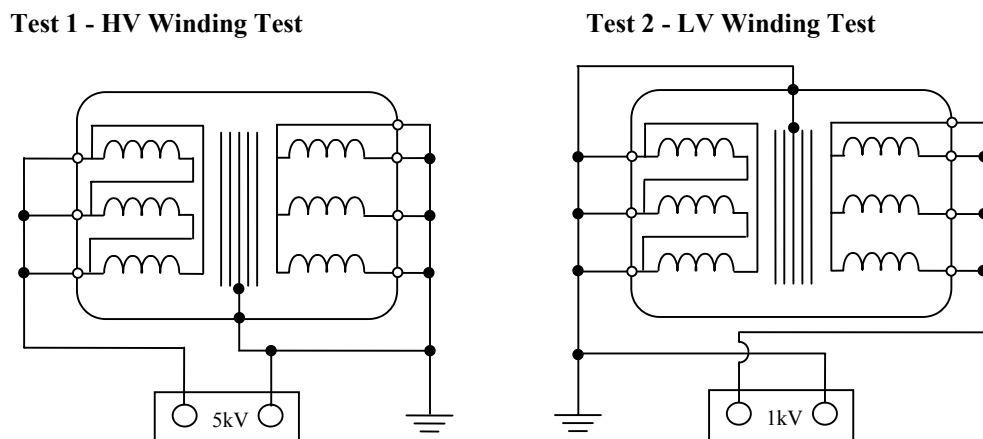 Test 1 - HV Winding Test
Test 2 - LV Winding Test
5kV
1kV